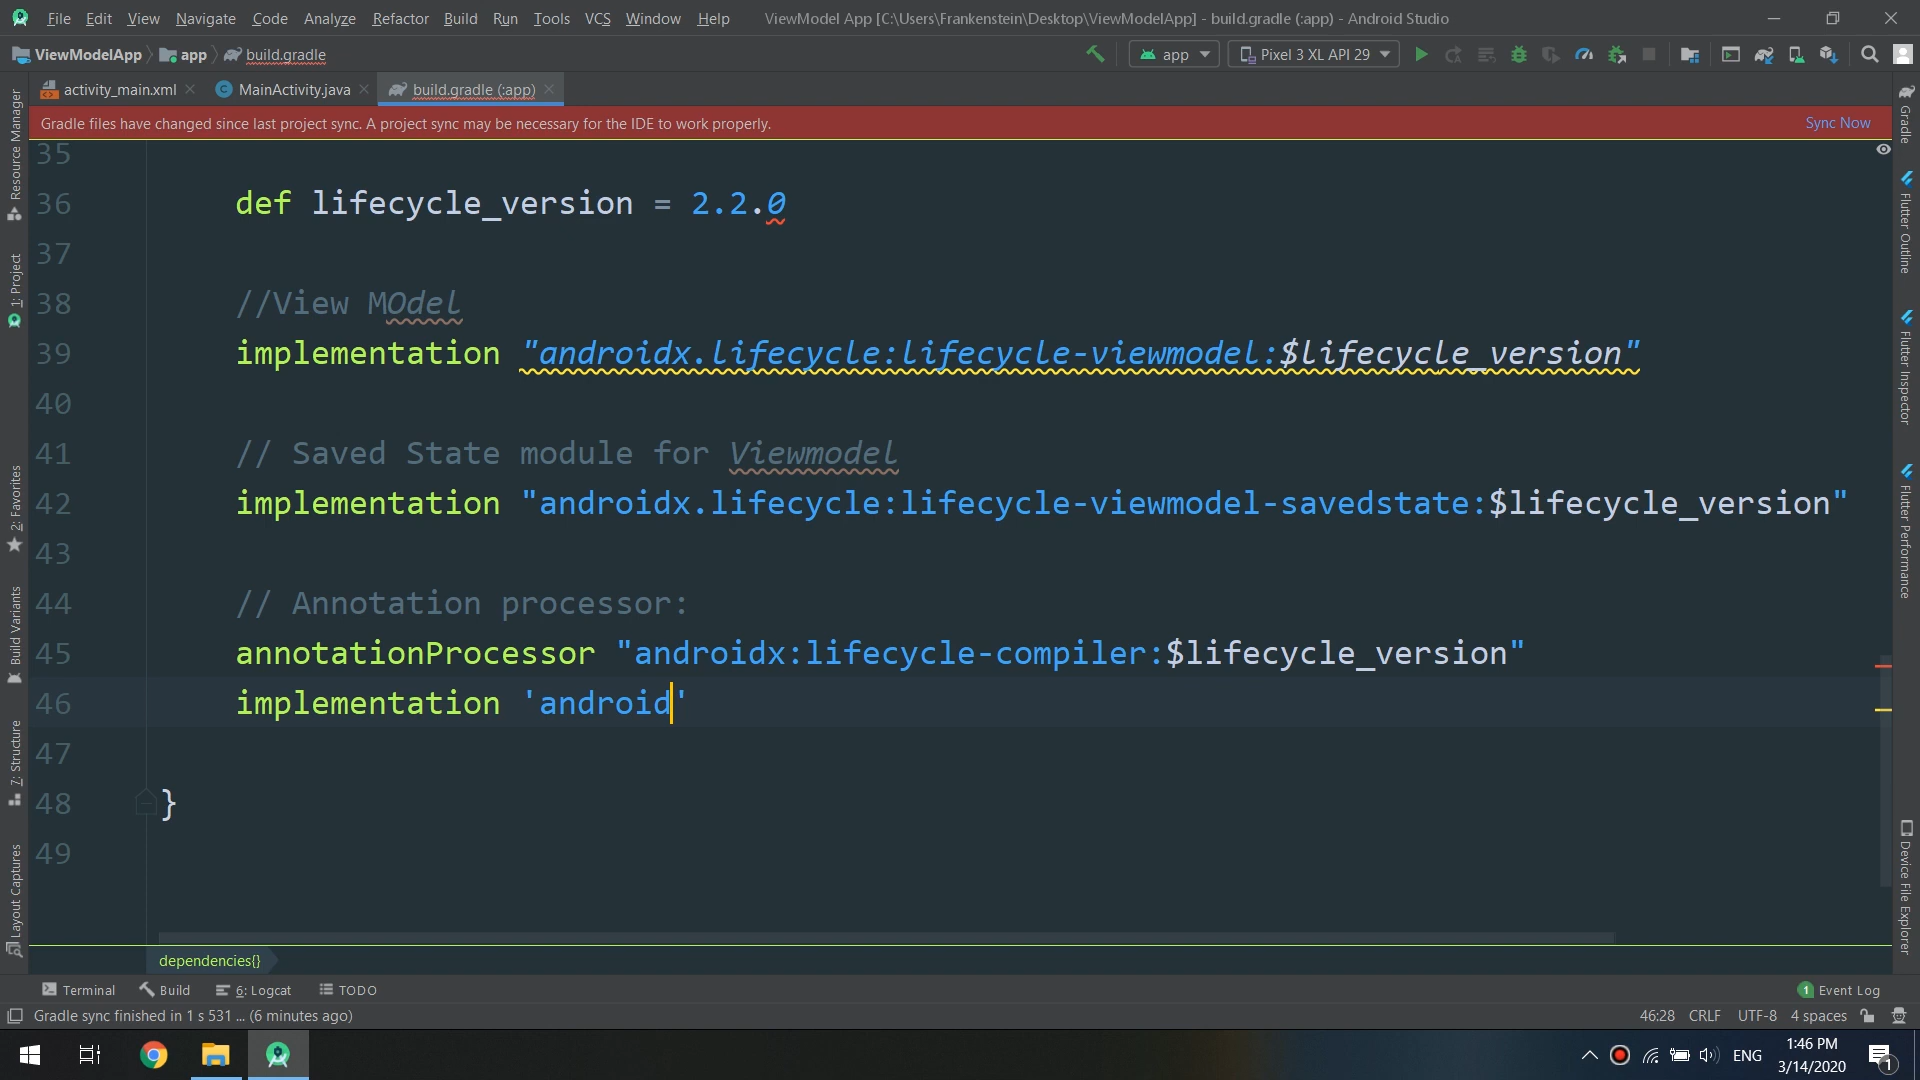 File Edit View Navigate Code Analyze Refactor Build Run Tools VCS Window Help ViewModel App [C:\Users\Frankenstein\Desktop\ViewModelApp] - build.gradle (:app) - Android Studio
ViewModelApp app build.gradle app Pixel 3 XL API 29
activity_main.xml MainActivity.java build.gradle (:app)
Gradle files have changed since last project sync. A project sync may be necessary for the IDE to work properly. Sync Now
35
36 def lifecycle_version = 2.2.0
37
38 //View MOdel
39 implementation "androidx.lifecycle:lifecycle-viewmodel:$lifecycle_version"
40
41 // Saved State module for Viewmodel
42 implementation "androidx.lifecycle:lifecycle-viewmodel-savedstate:$lifecycle_version"
43
44 // Annotation processor:
45 annotationProcessor "androidx:lifecycle-compiler:$lifecycle_version"
46 implementation 'android'
47
48 }
49
dependencies{}
Resource Manager
1: Project
2: Favorites
Build Variants
7: Structure
Layout Captures
Gradle
Flutter Outline
Flutter Inspector
Flutter Performance
Device File Explorer
Terminal Build 6: Logcat TODO 1 Event Log
Gradle sync finished in 1 s 531 ... (6 minutes ago) 46:28 CRLF UTF-8 4 spaces
ENG 1:46 PM
3/14/2020 1